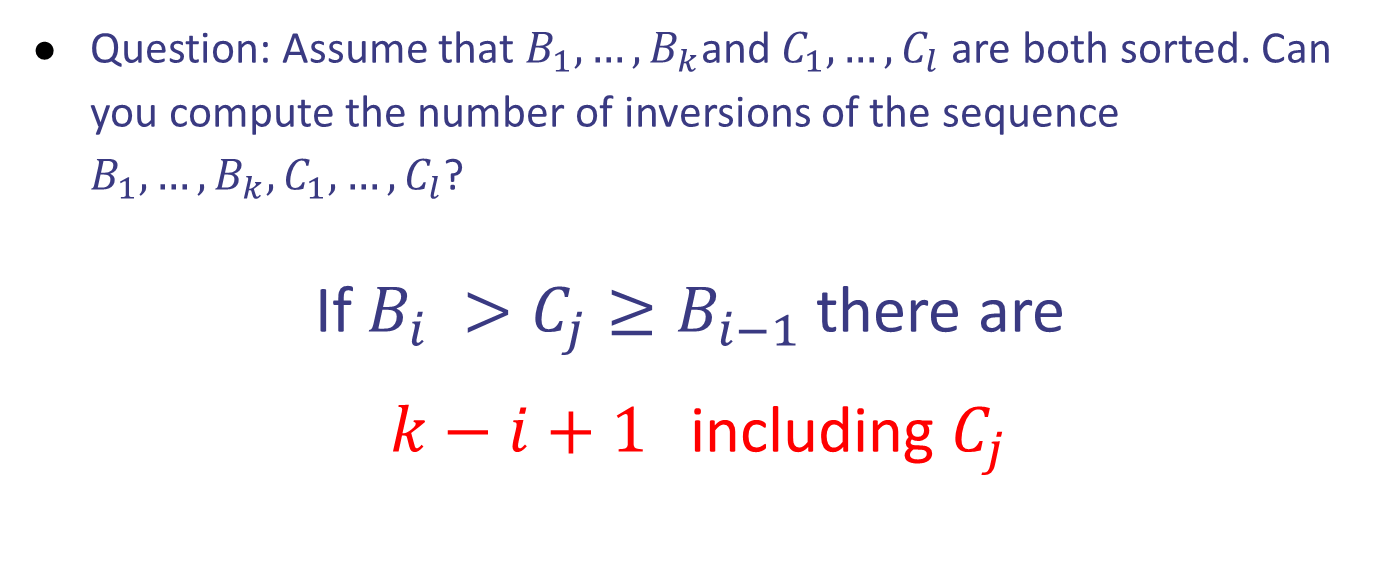 • Question: Assume that B₁, … , Bₖ and C₁, … , Cₗ are both sorted. Can
you compute the number of inversions of the sequence
B₁, … , Bₖ, C₁, … , Cₗ?
If Bᵢ > Cⱼ ≥ Bᵢ₋₁ there are
k − i + 1 including Cⱼ